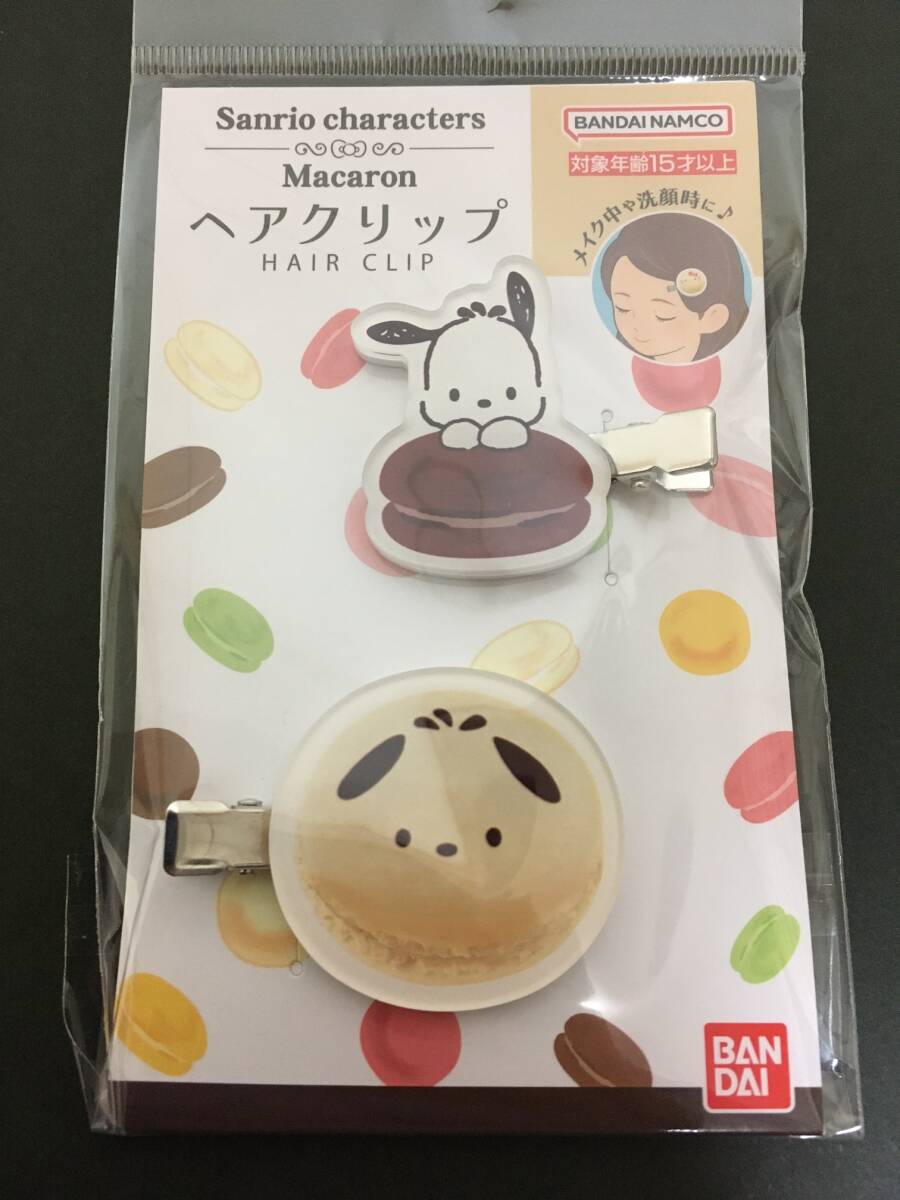 Sanrio characters
Macaron
ヘアクリップ
HAIR CLIP
BANDAI NAMCO
対象年齢15才以上
メイク中や洗顔時に♪
BAN
DAI